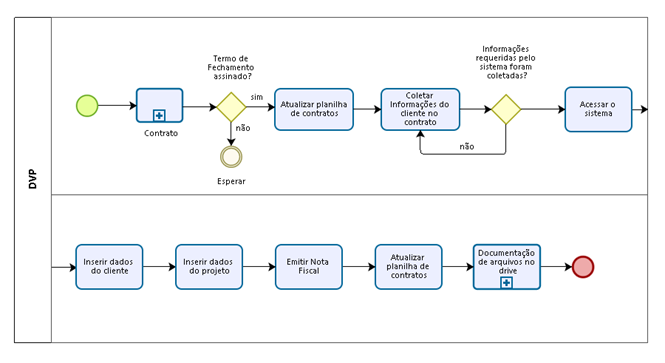 DVP
Contrato
Termo de
Fechamento
assinado?
sim
não
Esperar
Atualizar planilha
de contratos
Coletar
Informações do
cliente no
contrato
Informações
requeridas pelo
sistema foram
coletadas?
não
Acessar o
sistema
Inserir dados
do cliente
Inserir dados
do projeto
Emitir Nota
Fiscal
Atualizar
planilha de
contratos
Documentação
de arquivos no
drive